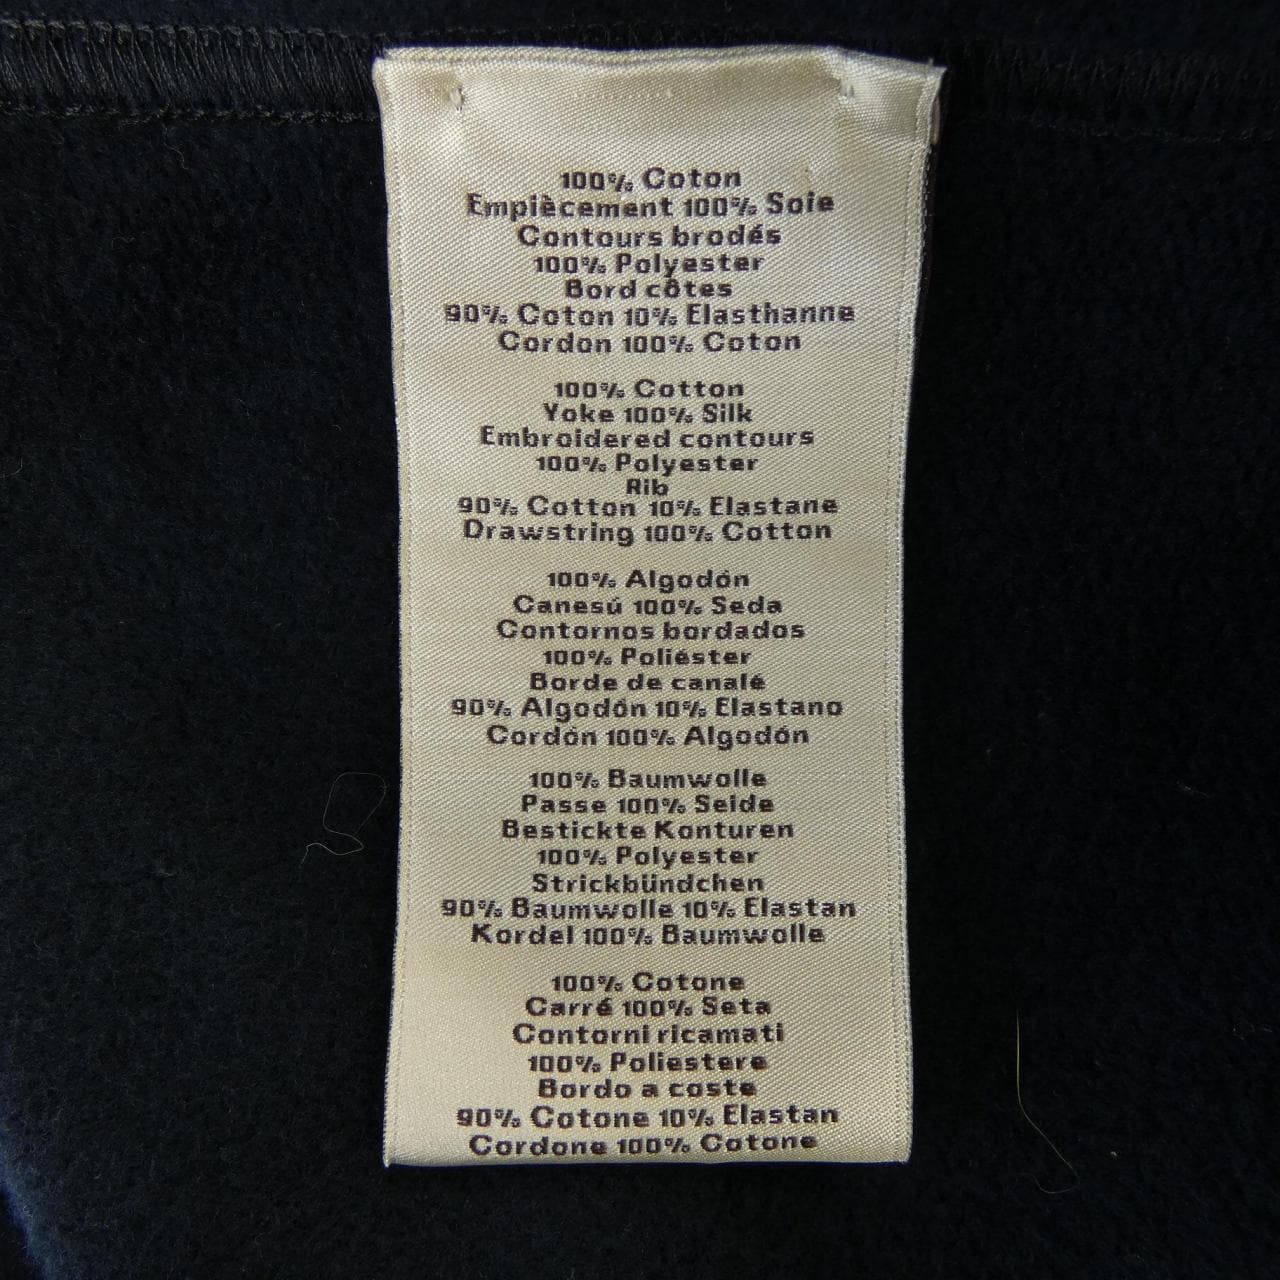 100% Coton
Empiècement 100% Soie
Contours brodés
100% Polyester
Bord côtes
90% Coton 10% Elasthanne
Cordon 100% Coton
100% Cotton
Yoke 100% Silk
Embroidered contours
100% Polyester
Rib
90% Cotton 10% Elastane
Drawstring 100% Cotton
100% Algodón
Canesú 100% Seda
Contornos bordados
100% Poliéster
Borde de canalé
90% Algodón 10% Elastano
Cordón 100% Algodón
100% Baumwolle
Passe 100% Seide
Bestickte Konturen
100% Polyester
Strickbündchen
90% Baumwolle 10% Elastan
Kordel 100% Baumwolle
100% Cotone
Carré 100% Seta
Contorni ricamati
100% Poliestere
Bordo a coste
90% Cotone 10% Elastan
Cordone 100% Cotone